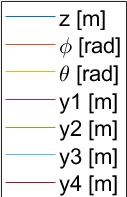 z [m]
ϕ [rad]
θ [rad]
y1 [m]
y2 [m]
y3 [m]
y4 [m]